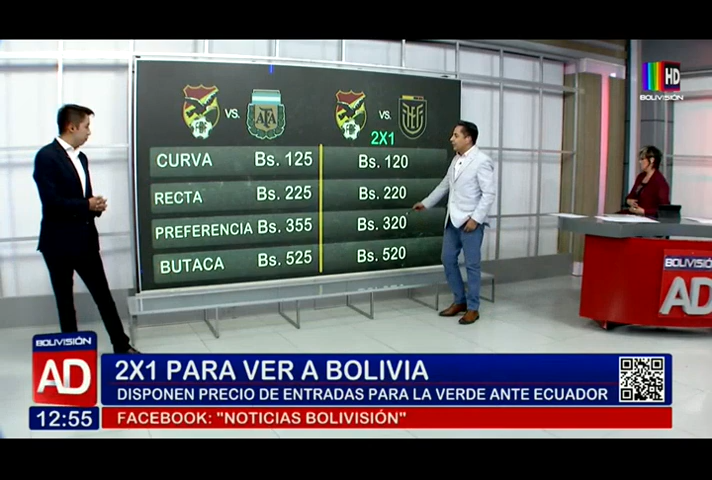 HD
BOLIVISIÓN
VS.
AFA
VS.
FEF
2X1
CURVA Bs. 125 Bs. 120
RECTA Bs. 225 Bs. 220
PREFERENCIA Bs. 355 Bs. 320
BUTACA Bs. 525 Bs. 520
BOLIVISIÓN
AD
BOLIVISIÓN
AD
12:55
2X1 PARA VER A BOLIVIA
DISPONEN PRECIO DE ENTRADAS PARA LA VERDE ANTE ECUADOR
FACEBOOK: "NOTICIAS BOLIVISIÓN"